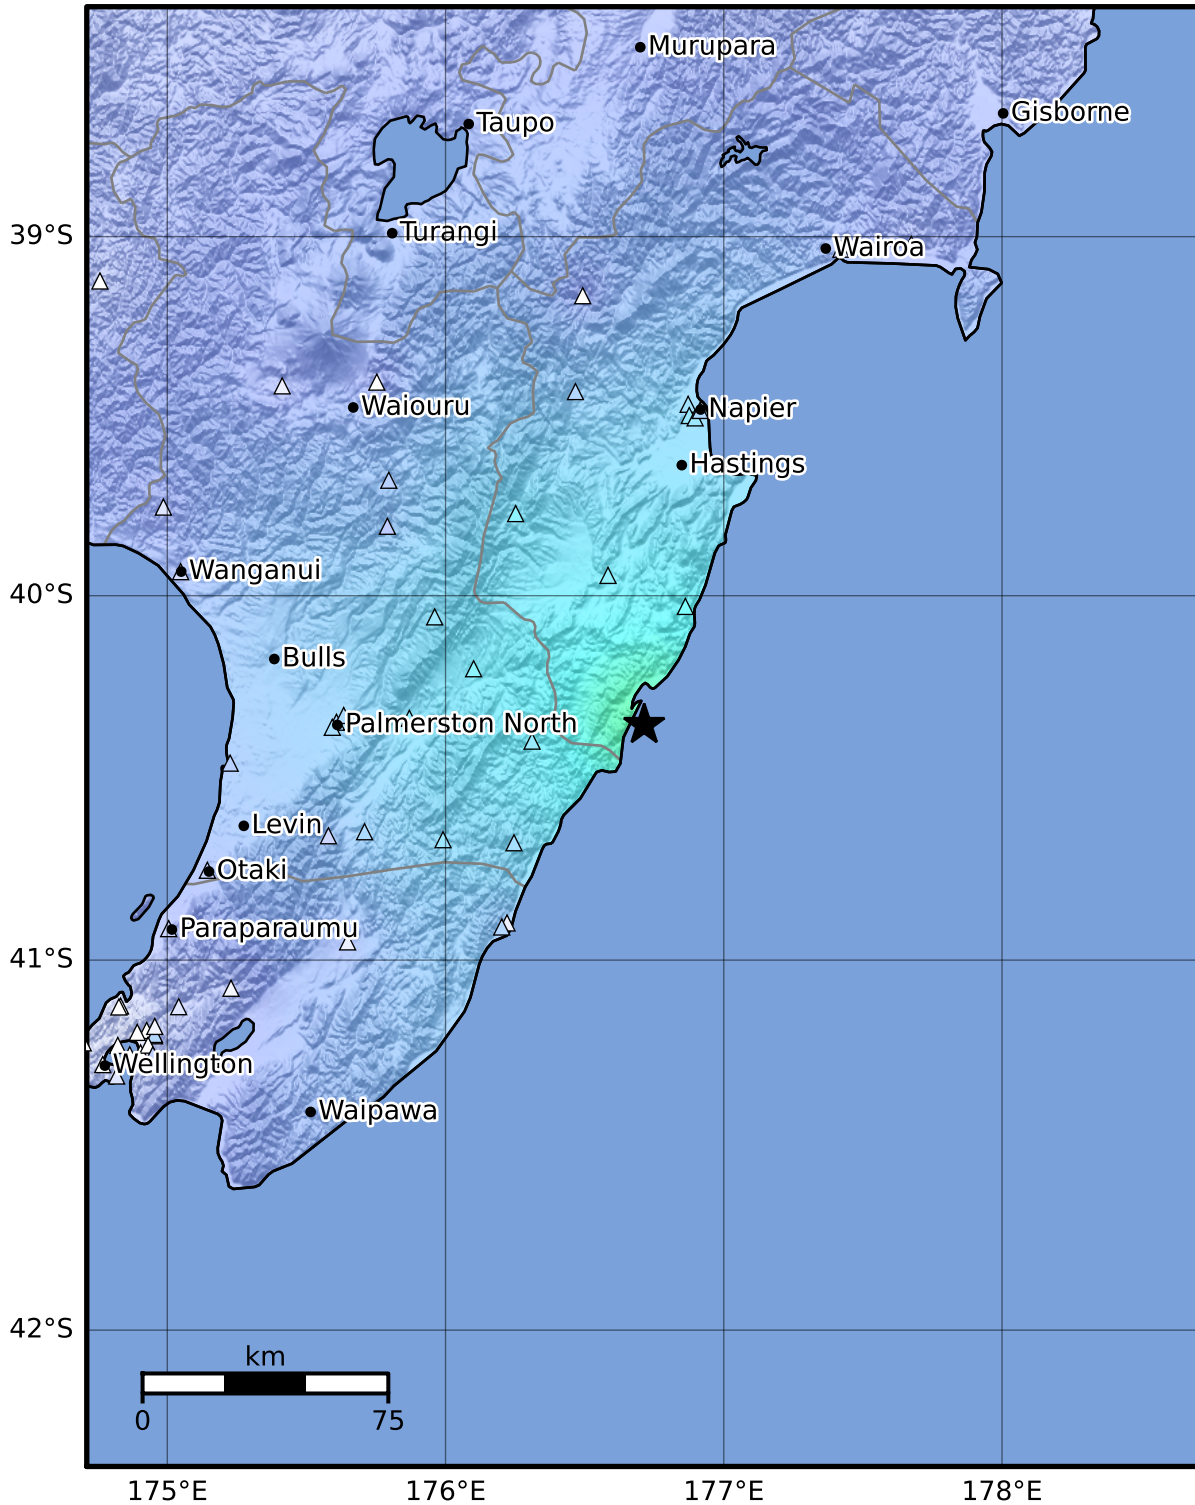 Murupara
Gisborne
Taupo
Turangi
39°S
Wairoa
Waiouru
Napier
Hastings
Wanganui
40°S
Bulls
Palmerston North
Levin
Otaki
Paraparaumu
41°S
Wellington
Waipawa
42°S
km
0
75
175°E
176°E
177°E
178°E